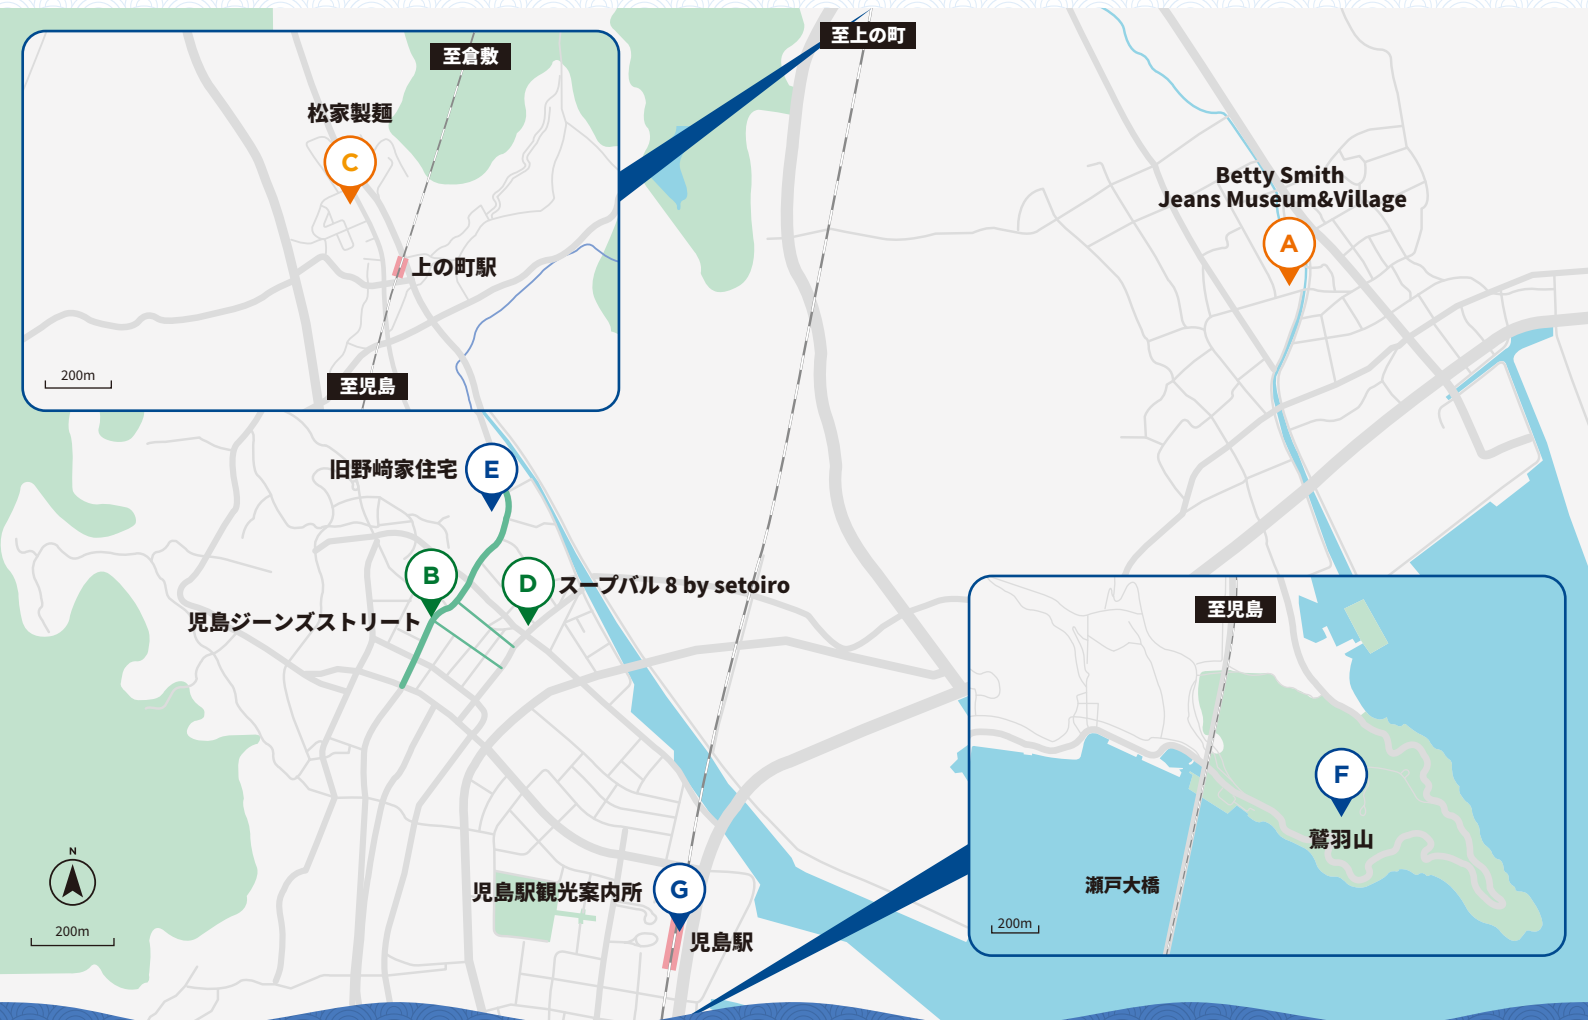 至上の町
至倉敷
松家製麺
C
上の町駅
200m
至児島
Betty Smith
Jeans Museum&Village
A
旧野﨑家住宅
E
B
D
スープバル 8 by setoiro
児島ジーンズストリート
至児島
F
鷲羽山
瀬戸大橋
200m
N
200m
児島駅観光案内所
G
児島駅